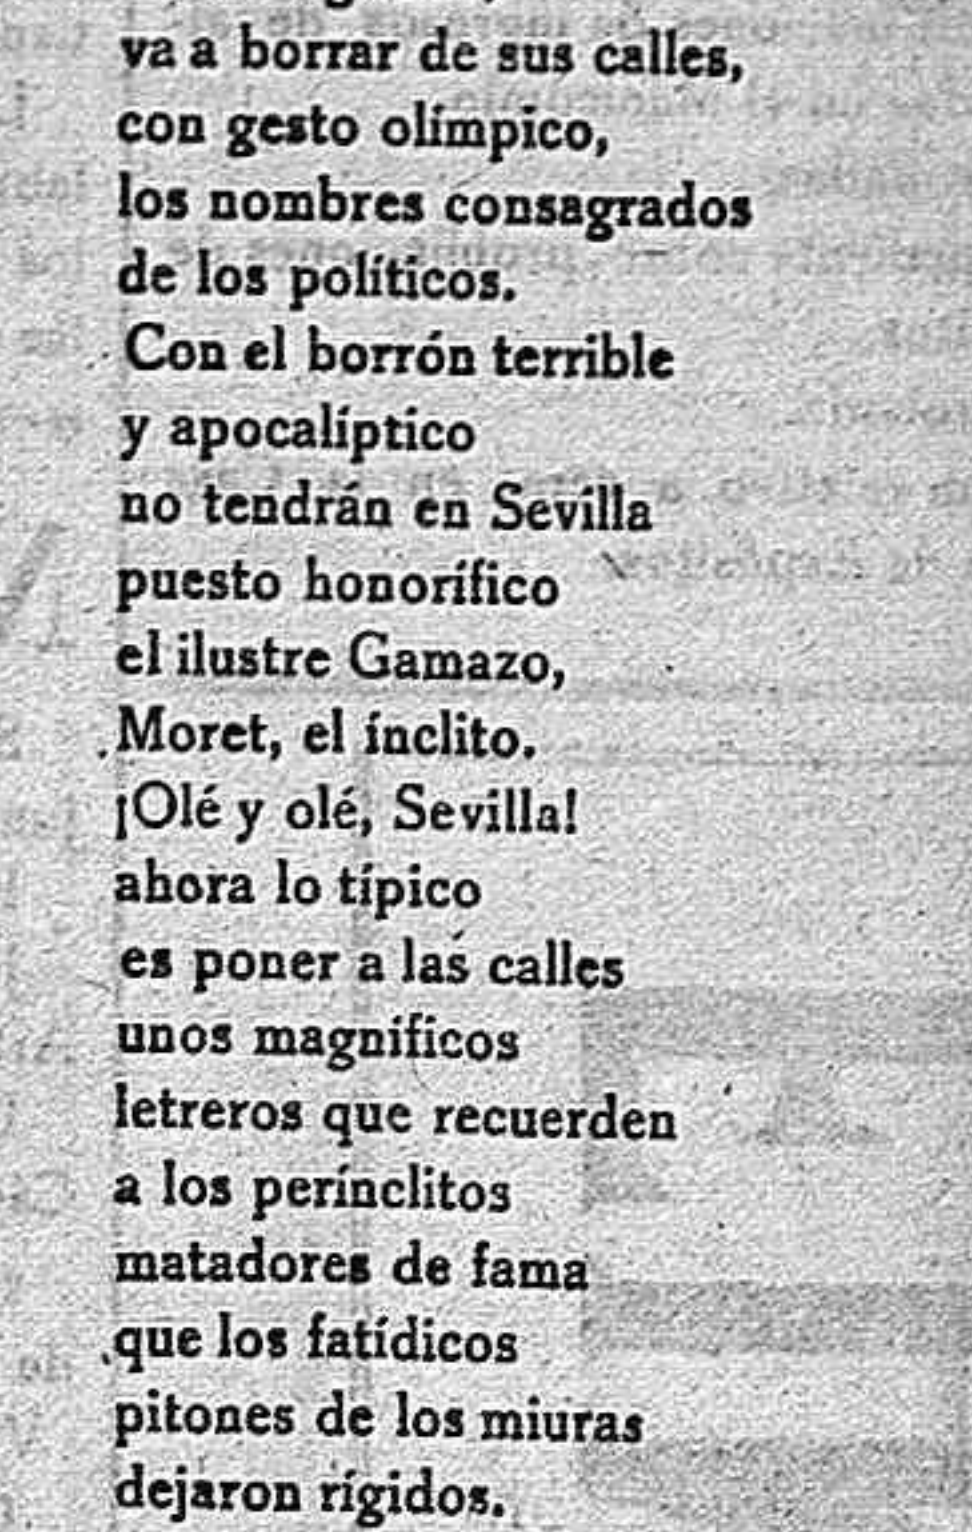 va a borrar de sus calles,
con gesto olímpico,
los nombres consagrados
de los políticos.
Con el borrón terrible
y apocalíptico
no tendrán en Sevilla
puesto honorífico
el ilustre Gamazo,
Moret, el ínclito.
¡Olé y olé, Sevilla!
ahora lo típico
es poner a las calles
unos magníficos
letreros que recuerden
a los perínclitos
matadores de fama
que los fatídicos
pitones de los miuras
dejaron rígidos.